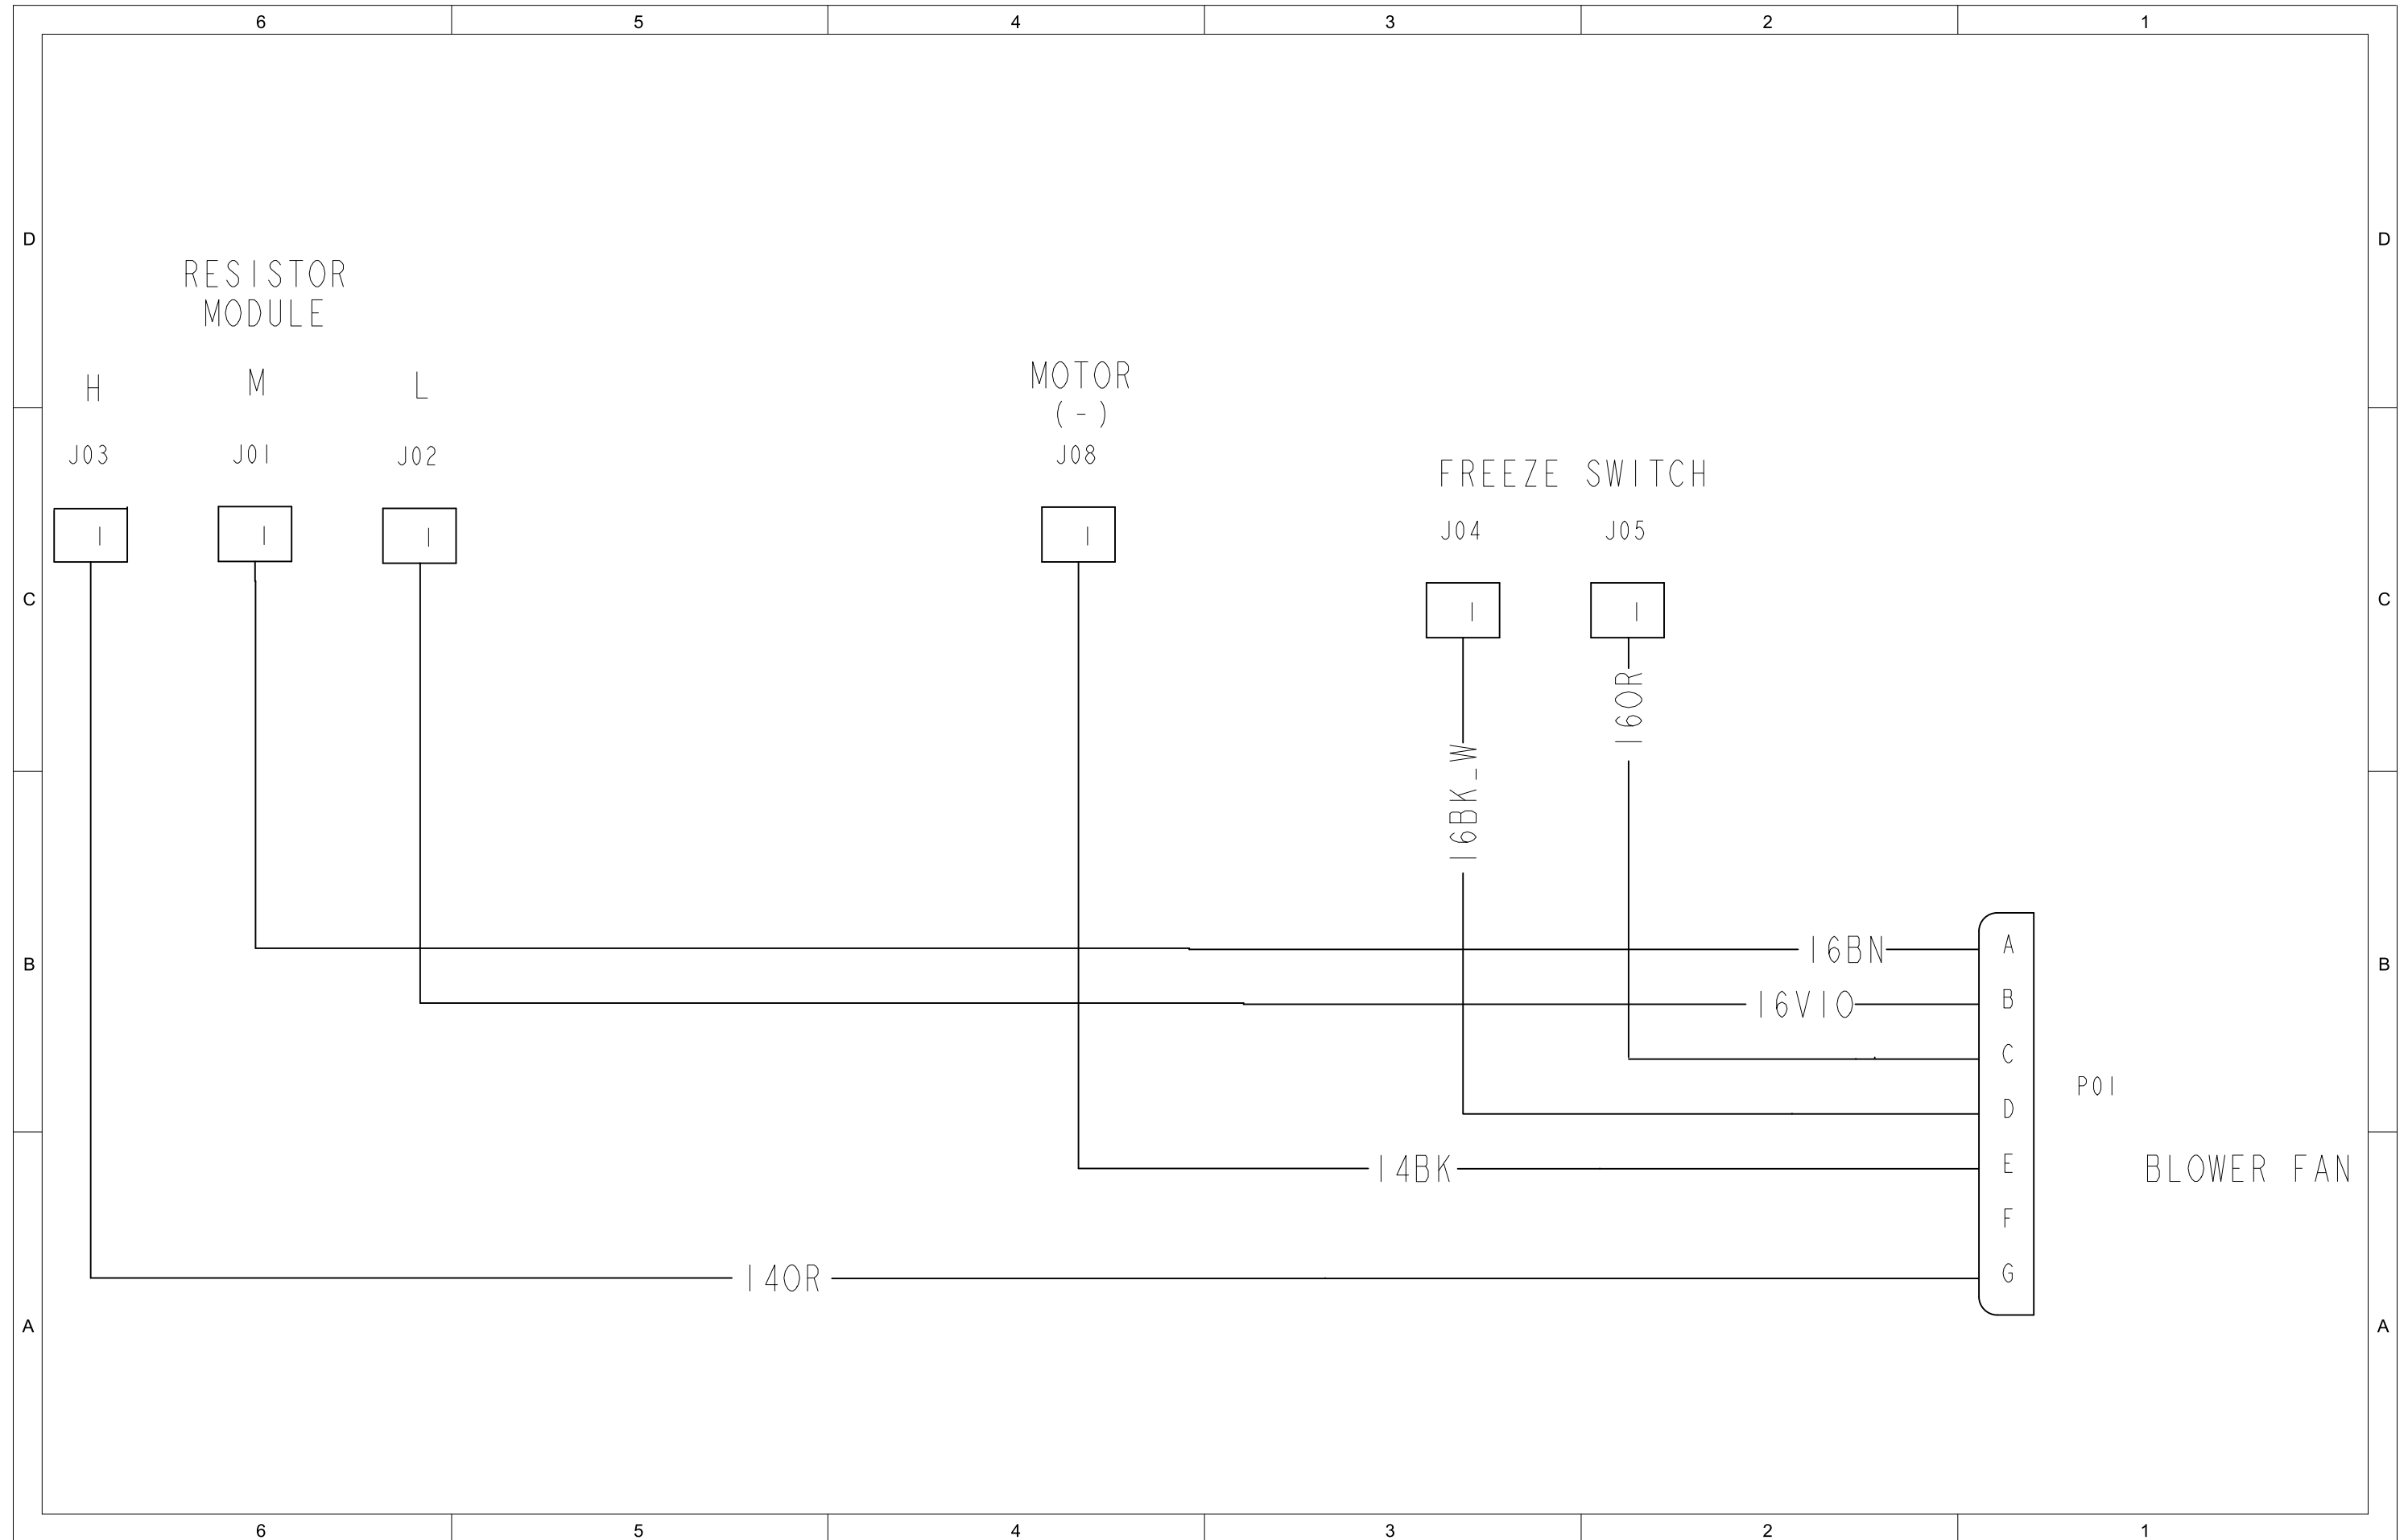 6 5 4 3 2 1
D D
RESISTOR
MODULE
H M L
MOTOR
(-)
J03 J01 J02 J08
FREEZE SWITCH
J04 J05
1 1 1 1
1 1
C C
16OR
16BK_W
B B
16BN A
16VIO B
C
P01
D
14BK E
BLOWER FAN
F
14OR G
A A
6 5 4 3 2 1